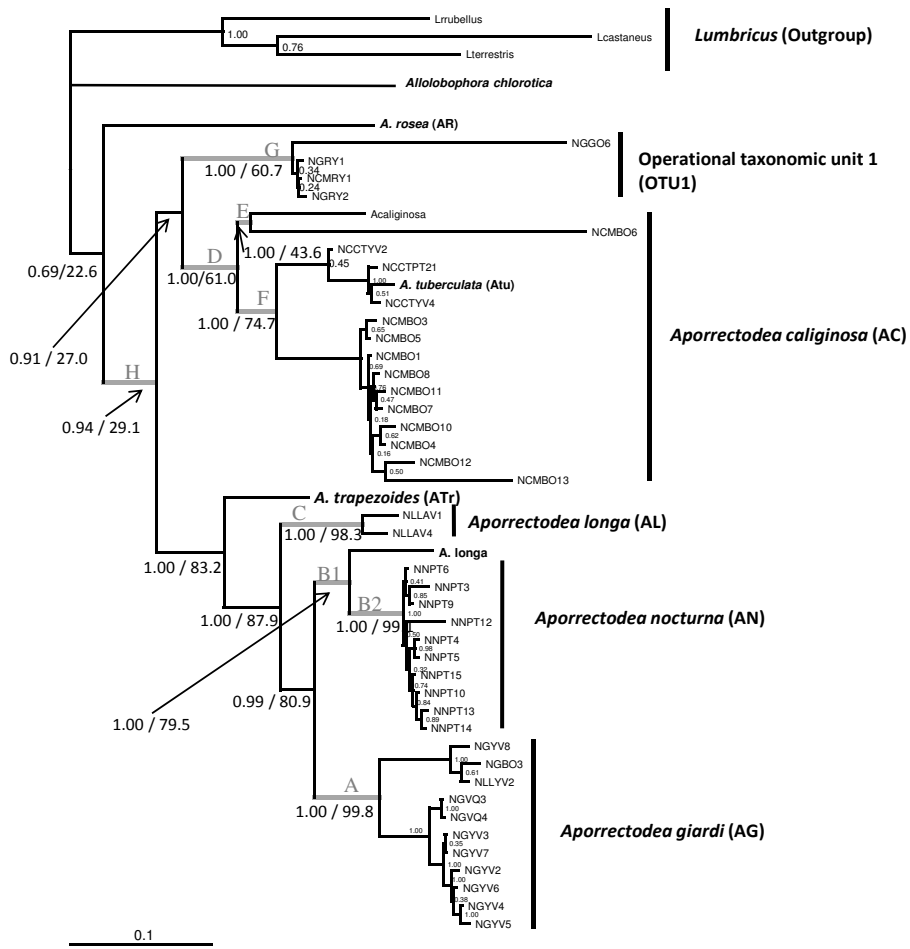 Lrrubellus
1.00
Lcastaneus
0.76
Lterrestris
Lumbricus (Outgroup)
Allolobophora chlorotica
A. rosea (AR)
G
NGGO6
1.00 / 60.7
NGRY1
0.34
NCMRY1
0.24
NGRY2
Operational taxonomic unit 1
(OTU1)
E
Acaliginosa
NCMBO6
D
1.00 / 43.6
NCCTYV2
0.45
0.69/22.6
1.00/61.0
NCCTPT21
1.00
A. tuberculata (Atu)
0.51
NCCTYV4
F
1.00 / 74.7
NCMBO3
0.65
NCMBO5
Aporrectodea caliginosa (AC)
0.91 / 27.0
NCMBO1
0.69
NCMBO8
H
0.76
NCMBO11
0.47
NCMBO7
0.18
0.94 / 29.1
NCMBO10
0.62
NCMBO4
0.16
NCMBO12
0.50
NCMBO13
A. trapezoides (ATr)
C
NLLAV1
1.00 / 98.3
NLLAV4
Aporrectodea longa (AL)
A. longa
1.00 / 83.2
B1
NNPT6
0.41
NNPT3
0.85
NNPT9
B2
1.00
1.00 / 87.9
1.00 / 99.
NNPT12
Aporrectodea nocturna (AN)
0.50
NNPT4
0.98
NNPT5
0.32
NNPT15
0.74
0.99 / 80.9
NNPT10
0.84
NNPT13
1.00 / 79.5
0.89
NNPT14
NGYV8
1.00
NGBO3
0.61
NLLYV2
A
1.00 / 99.8
NGVQ3
1.00
NGVQ4
1.00
NGYV3
0.35
NGYV7
Aporrectodea giardi (AG)
1.00
NGYV2
1.00
NGYV6
0.38
NGYV4
1.00
NGYV5
0.1